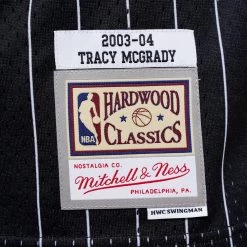 2003-04
TRACY MCGRADY
HARDWOOD
NBA
CLASSICS
NOSTALGIA CO.
Mitchell & Ness
PHILADELPHIA, PA.
HWC SWINGMAN